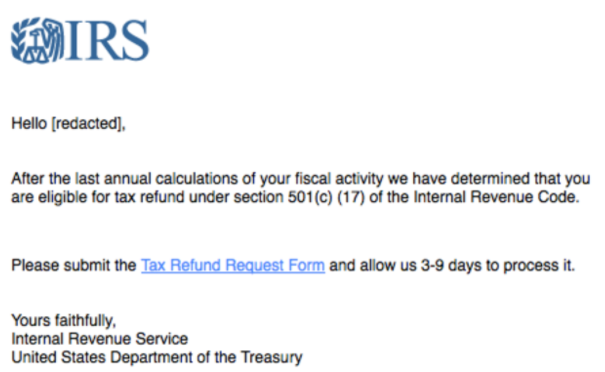 IRS
Hello [redacted],
After the last annual calculations of your fiscal activity we have determined that you
are eligible for tax refund under section 501(c) (17) of the Internal Revenue Code.
Please submit the Tax Refund Request Form and allow us 3-9 days to process it.
Yours faithfully,
Internal Revenue Service
United States Department of the Treasury